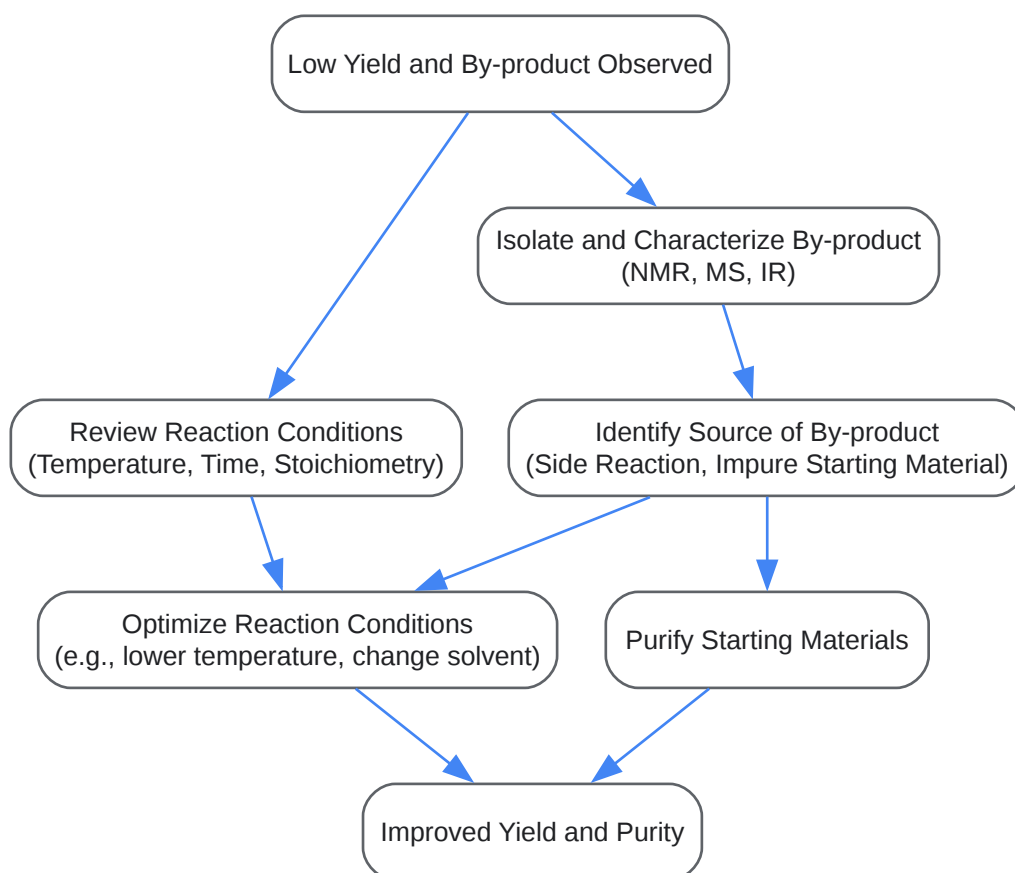 Low Yield and By-product Observed
Isolate and Characterize By-product
(NMR, MS, IR)
Review Reaction Conditions
(Temperature, Time, Stoichiometry)
Identify Source of By-product
(Side Reaction, Impure Starting Material)
Optimize Reaction Conditions
(e.g., lower temperature, change solvent)
Purify Starting Materials
Improved Yield and Purity